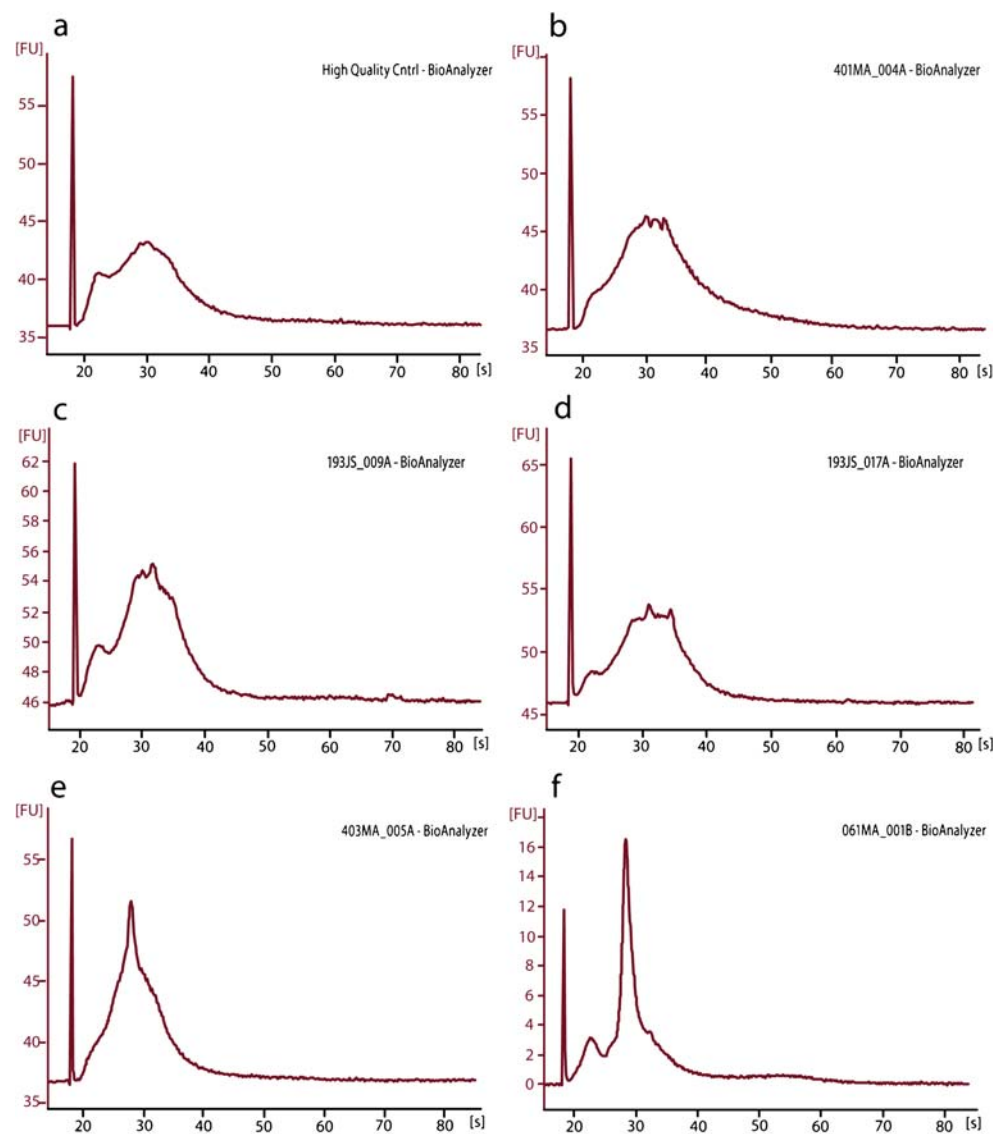 a
[FU]
High Quality Cntrl - BioAnalyzer
55
50
45
40
35
20 30 40 50 60 70 80 [s]
b
[FU]
401MA_004A - BioAnalyzer
55
50
45
40
35
20 30 40 50 60 70 80 [s]
c
[FU]
193JS_009A - BioAnalyzer
62
60
58
56
54
52
50
48
46
20 30 40 50 60 70 80 [s]
d
[FU]
193JS_017A - BioAnalyzer
65
60
55
50
45
20 30 40 50 60 70 80 [s]
e
[FU]
403MA_005A - BioAnalyzer
55
50
45
40
35
20 30 40 50 60 70 80 [s]
f
[FU]
061MA_001B - BioAnalyzer
16
14
12
10
8
6
4
2
0
20 30 40 50 60 70 80 [s]